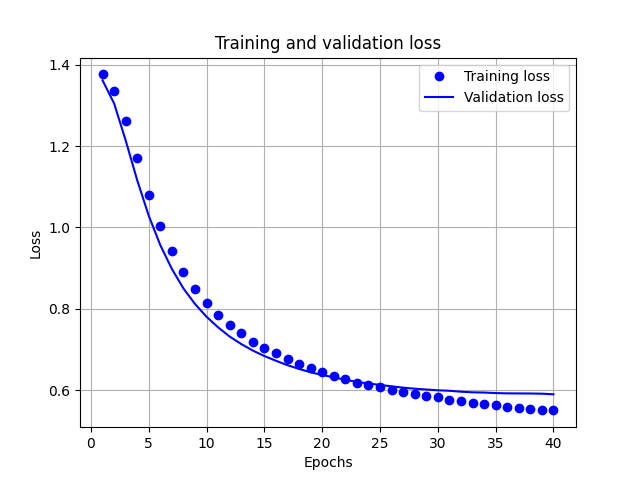 Training and validation loss
Training loss
Validation loss
1.4
1.2
1.0
0.8
0.6
Loss
0 5 10 15 20 25 30 35 40
Epochs